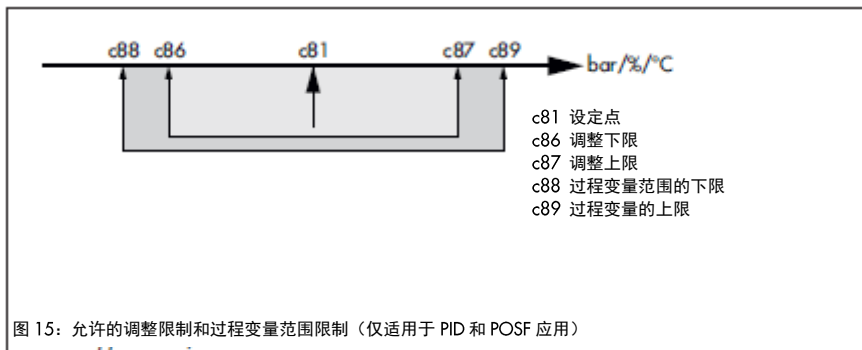 c88 c86 c81 c87 c89
bar/%/°C
c81 设定点
c86 调整下限
c87 调整上限
c88 过程变量范围的下限
c89 过程变量的上限
图 15：允许的调整限制和过程变量范围限制（仅适用于 PID 和 POSF 应用）